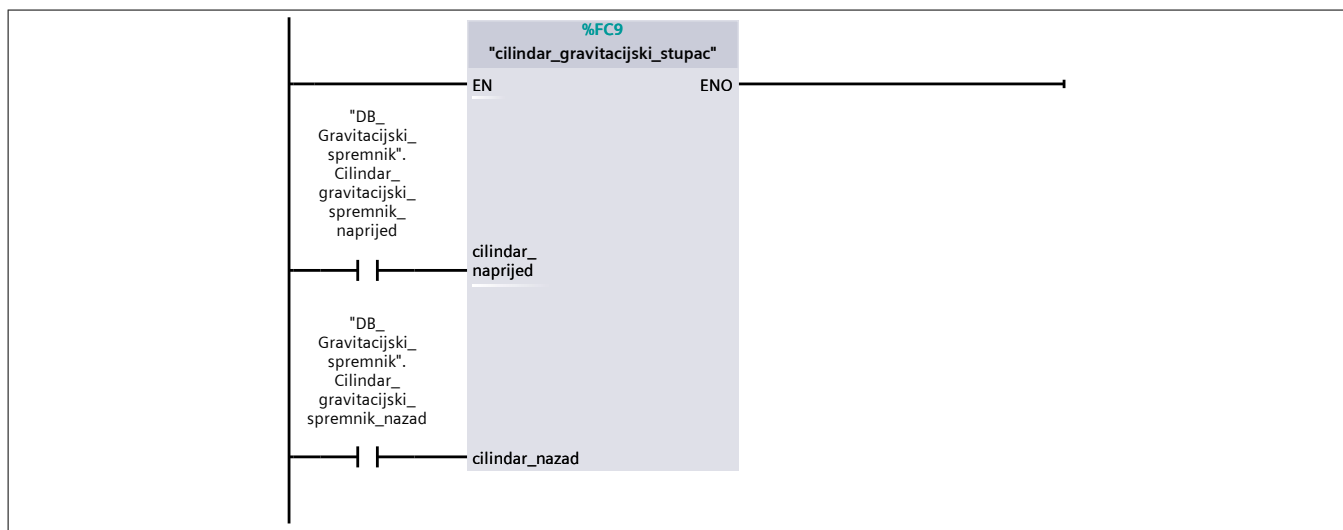 %FC9
"cilindar_gravitacijski_stupac"
EN ENO
"DB_
Gravitacijski_
spremnik".
Cilindar_
gravitacijski_
spremnik_
naprijed
cilindar_
naprijed
"DB_
Gravitacijski_
spremnik".
Cilindar_
gravitacijski_
spremnik_nazad
cilindar_nazad